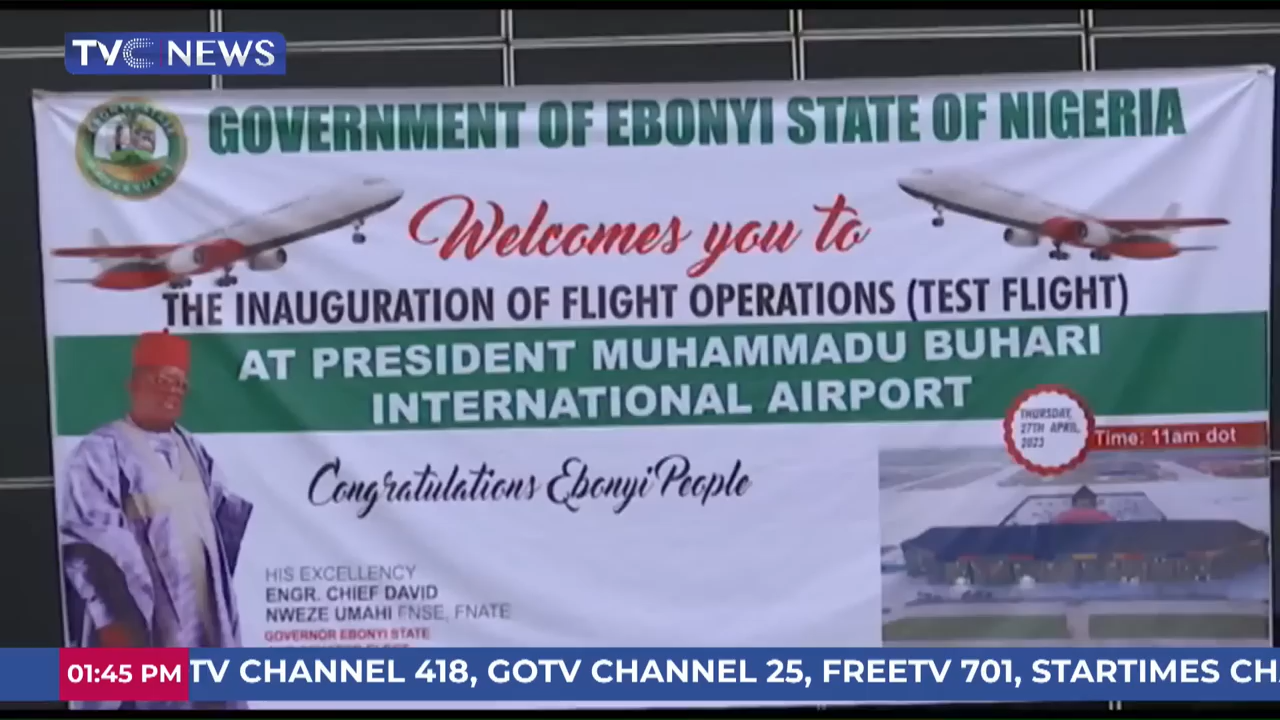 TVC NEWS
GOVERNMENT OF EBONYI STATE OF NIGERIA
Welcomes you to
THE INAUGURATION OF FLIGHT OPERATIONS (TEST FLIGHT)
AT PRESIDENT MUHAMMADU BUHARI
INTERNATIONAL AIRPORT
THURSDAY,
27TH APRIL,
2023
Time: 11am dot
Congratulations Ebonyi People
HIS EXCELLENCY
ENGR. CHIEF DAVID
NWEZE UMAHI FNSE, FNATE
GOVERNOR EBONYI STATE
01:45 PM
TV CHANNEL 418, GOTV CHANNEL 25, FREETV 701, STARTIMES CHA